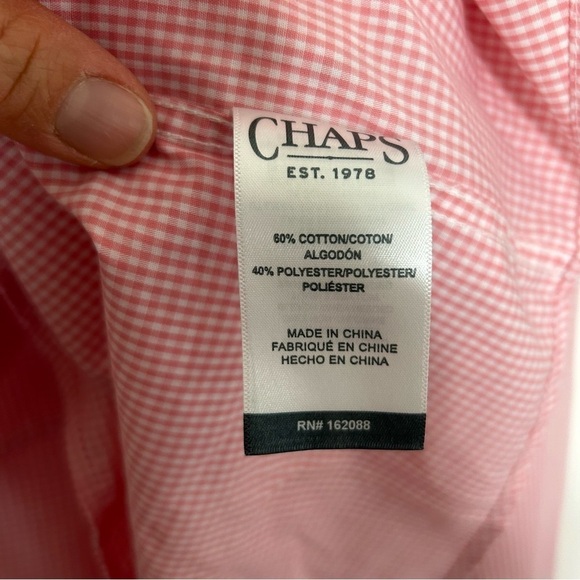 CHAPS
EST. 1978
60% COTTON/COTON/
ALGODÓN
40% POLYESTER/POLYESTER/
POLIÉSTER
MADE IN CHINA
FABRIQUÉ EN CHINE
HECHO EN CHINA
RN# 162088